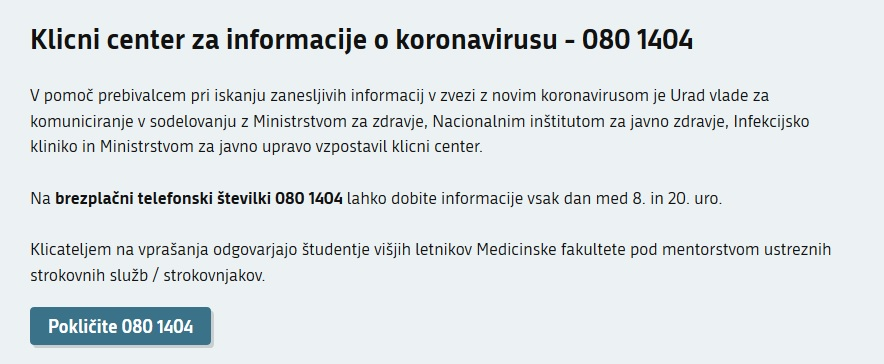 Klicni center za informacije o koronavirusu - 080 1404
V pomoč prebivalcem pri iskanju zanesljivih informacij v zvezi z novim koronavirusom je Urad vlade za
komuniciranje v sodelovanju z Ministrstvom za zdravje, Nacionalnim inštitutom za javno zdravje, Infekcijsko
kliniko in Ministrstvom za javno upravo vzpostavil klicni center.
Na brezplačni telefonski številki 080 1404 lahko dobite informacije vsak dan med 8. in 20. uro.
Klicateljem na vprašanja odgovarjajo študentje višjih letnikov Medicinske fakultete pod mentorstvom ustreznih
strokovnih služb / strokovnjakov.
Pokličite 080 1404